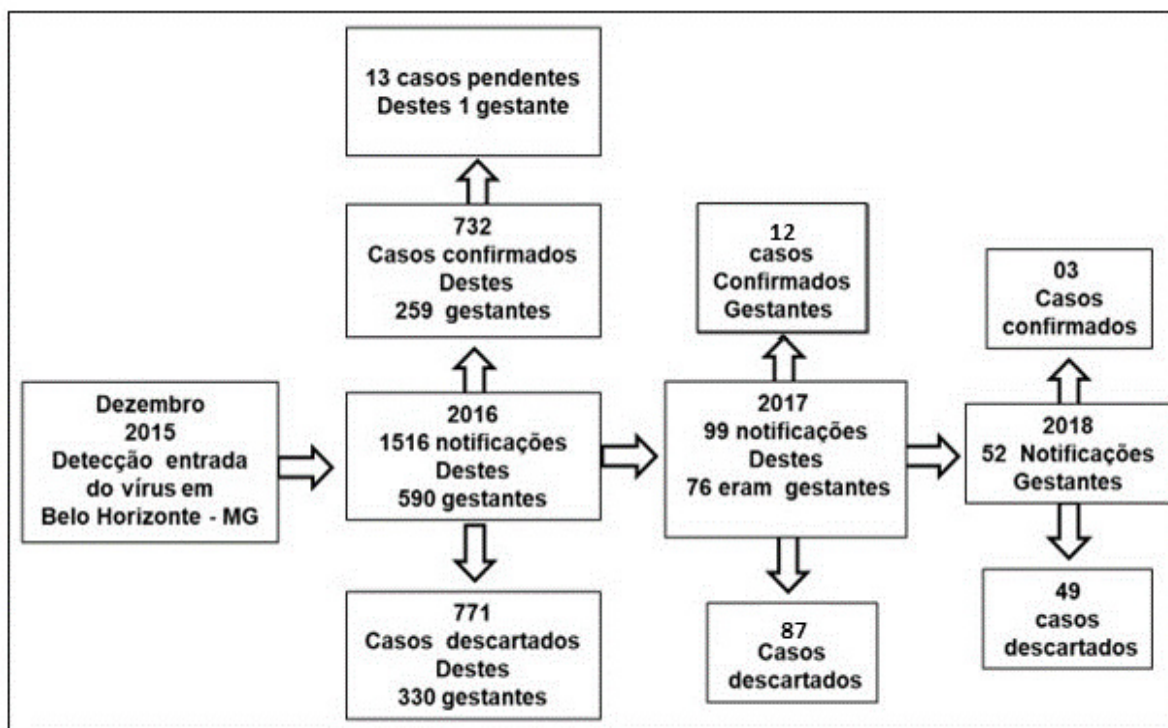 13 casos pendentes
Destes 1 gestante
732
Casos confirmados
Destes
259 gestantes
12
casos
Confirmados
Gestantes
03
Casos
confirmados
Dezembro
2015
Detecção entrada
do vírus em
Belo Horizonte - MG
2016
1516 notificações
Destes
590 gestantes
2017
99 notificações
Destes
76 eram gestantes
2018
52 Notificações
Gestantes
771
Casos descartados
Destes
330 gestantes
87
Casos
descartados
49
casos
descartados